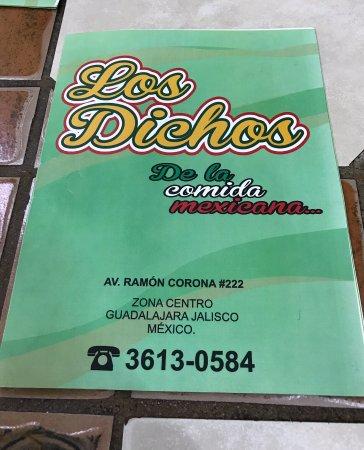 Los
Dichos
De la
comida
mexicana...
AV. RAMÓN CORONA #222
ZONA CENTRO
GUADALAJARA JALISCO
MÉXICO.
☎ 3613-0584